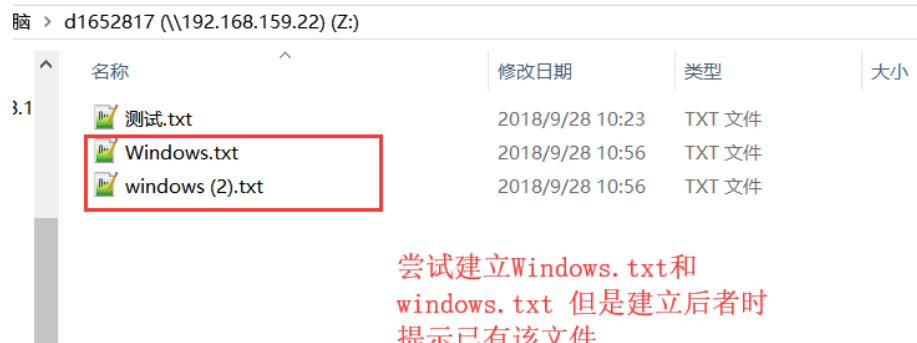 脑 > d1652817 (\\192.168.159.22) (Z:)
名称 修改日期 类型 大小
3.1
测试.txt 2018/9/28 10:23 TXT 文件
Windows.txt 2018/9/28 10:56 TXT 文件
windows (2).txt 2018/9/28 10:56 TXT 文件
尝试建立Windows.txt和
windows.txt 但是建立后者时
提示已有该文件